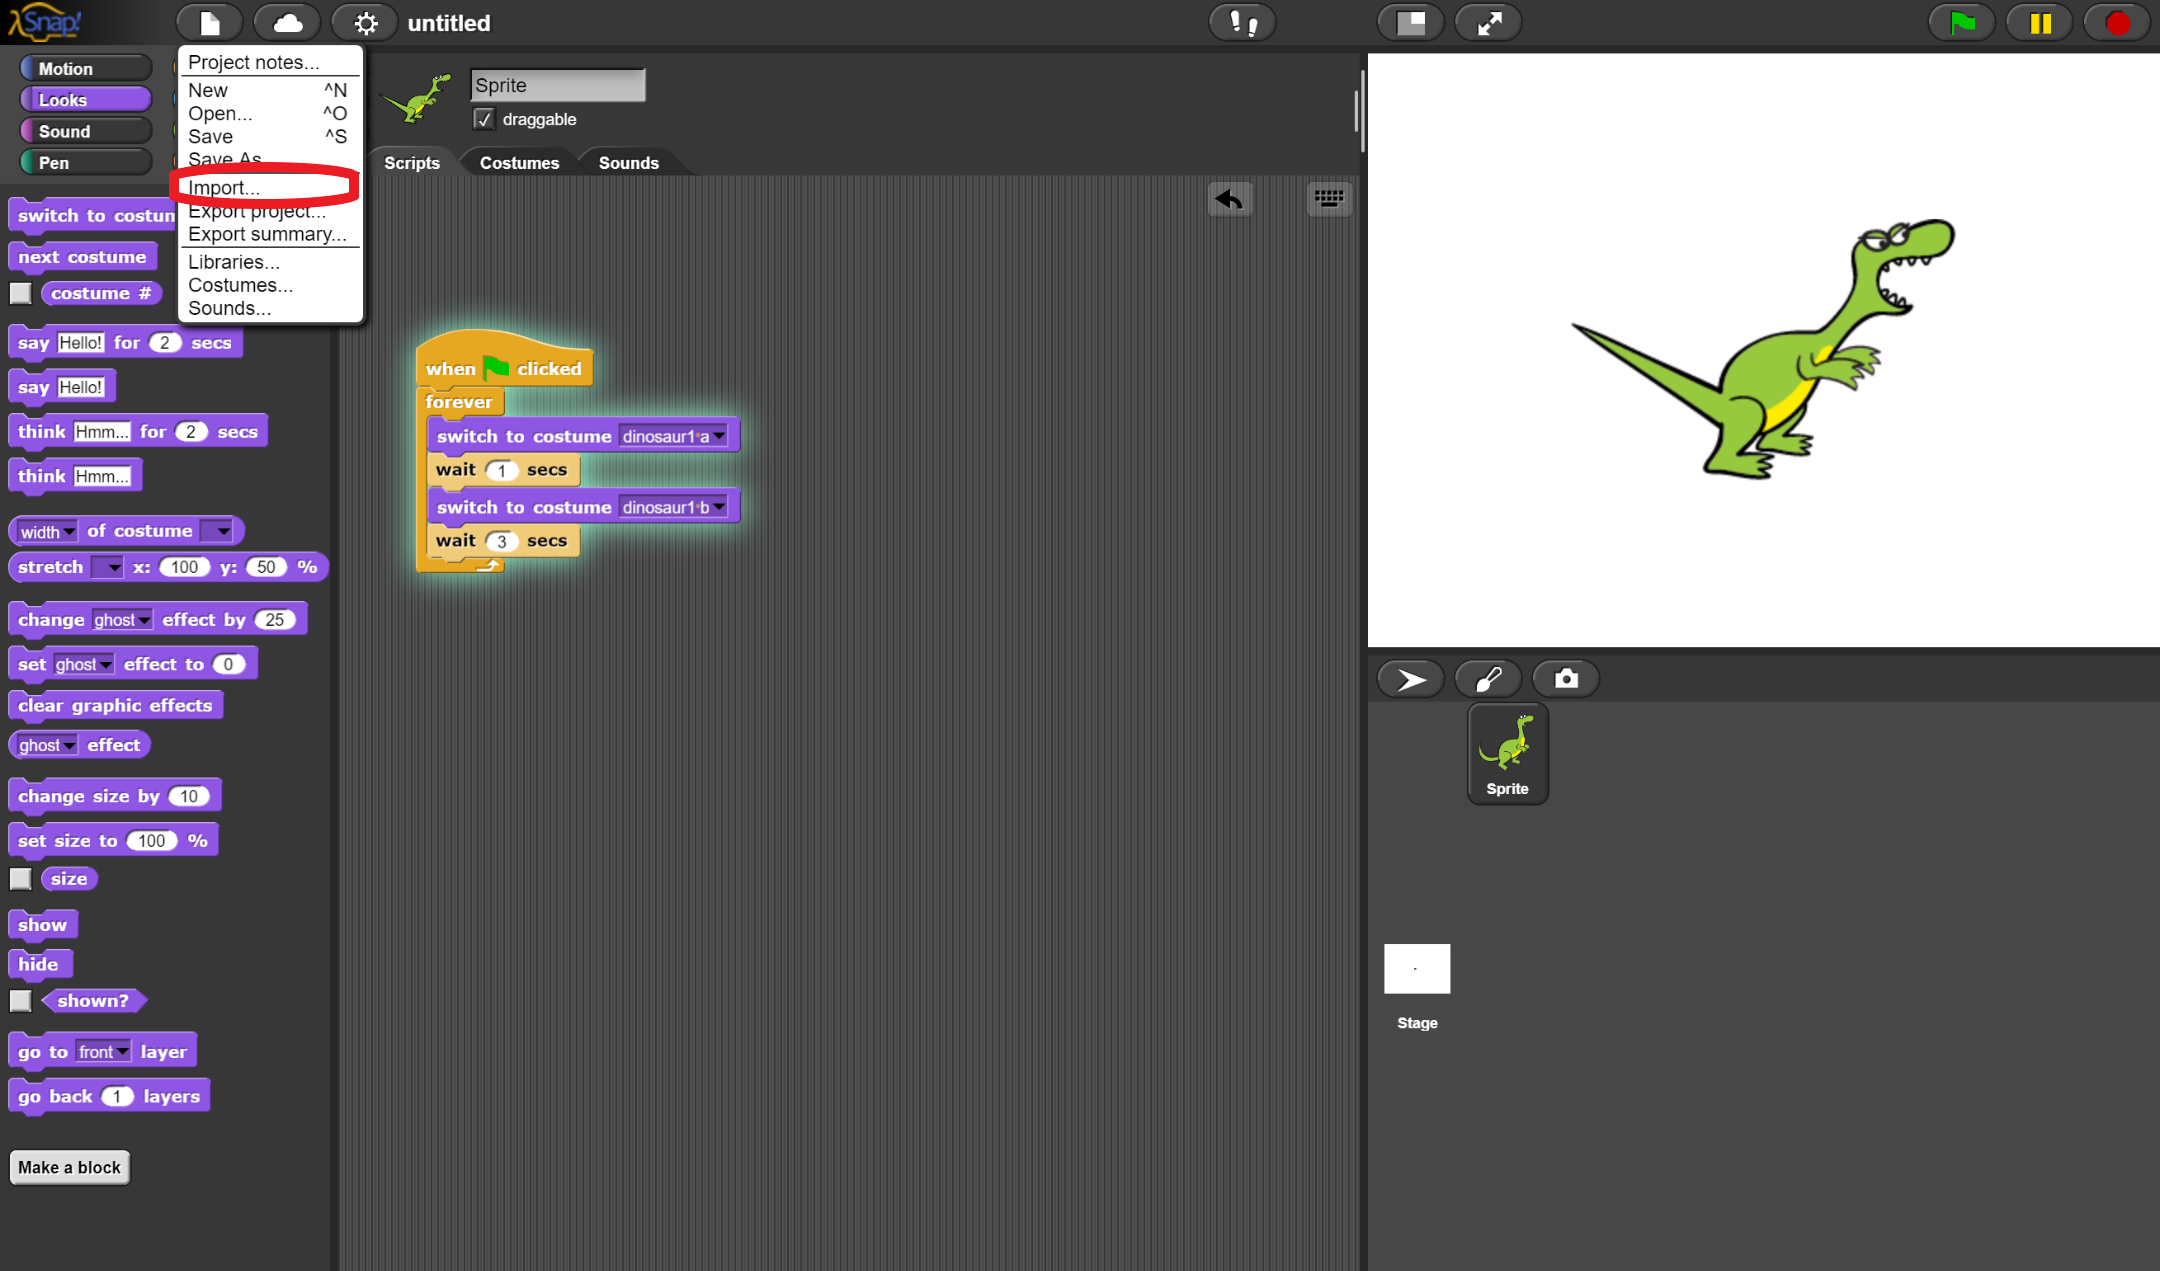 Snap!
untitled
Motion
Looks
Sound
Pen
Project notes...
New ^N
Open... ^O
Save ^S
Save As
Import...
Export project...
Export summary...
Libraries...
Costumes...
Sounds...
switch to costum
next costume
costume #
say Hello! for 2 secs
say Hello!
think Hmm... for 2 secs
think Hmm...
width of costume
stretch x: 100 y: 50 %
change ghost effect by 25
set ghost effect to 0
clear graphic effects
ghost effect
change size by 10
set size to 100 %
size
show
hide
shown?
go to front layer
go back 1 layers
Make a block
Sprite
draggable
Scripts Costumes Sounds
when clicked
forever
switch to costume dinosaur1·a
wait 1 secs
switch to costume dinosaur1·b
wait 3 secs
Sprite
Stage